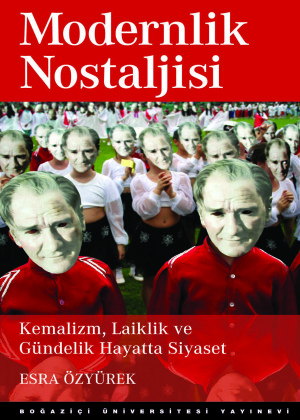 Modernlik
Nostaljisi
Kemalizm, Laiklik ve
Gündelik Hayatta Siyaset
ESRA ÖZYÜREK
BOĞAZİÇİ ÜNİVERSİTESİ YAYINEVİ